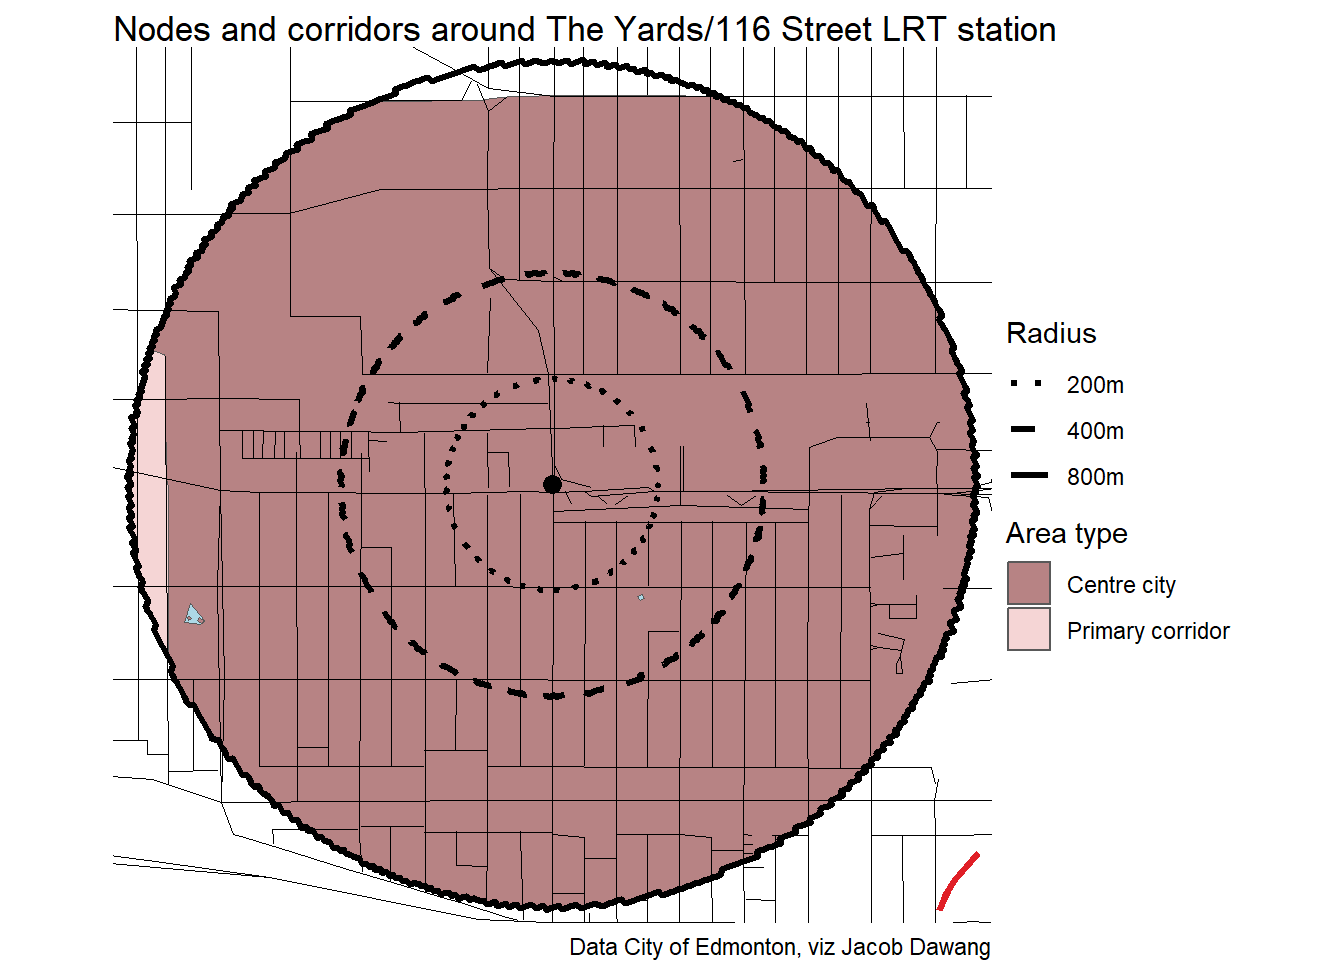 Nodes and corridors around The Yards/116 Street LRT station
Radius
200m
400m
800m
Area type
Centre city
Primary corridor
Data City of Edmonton, viz Jacob Dawang